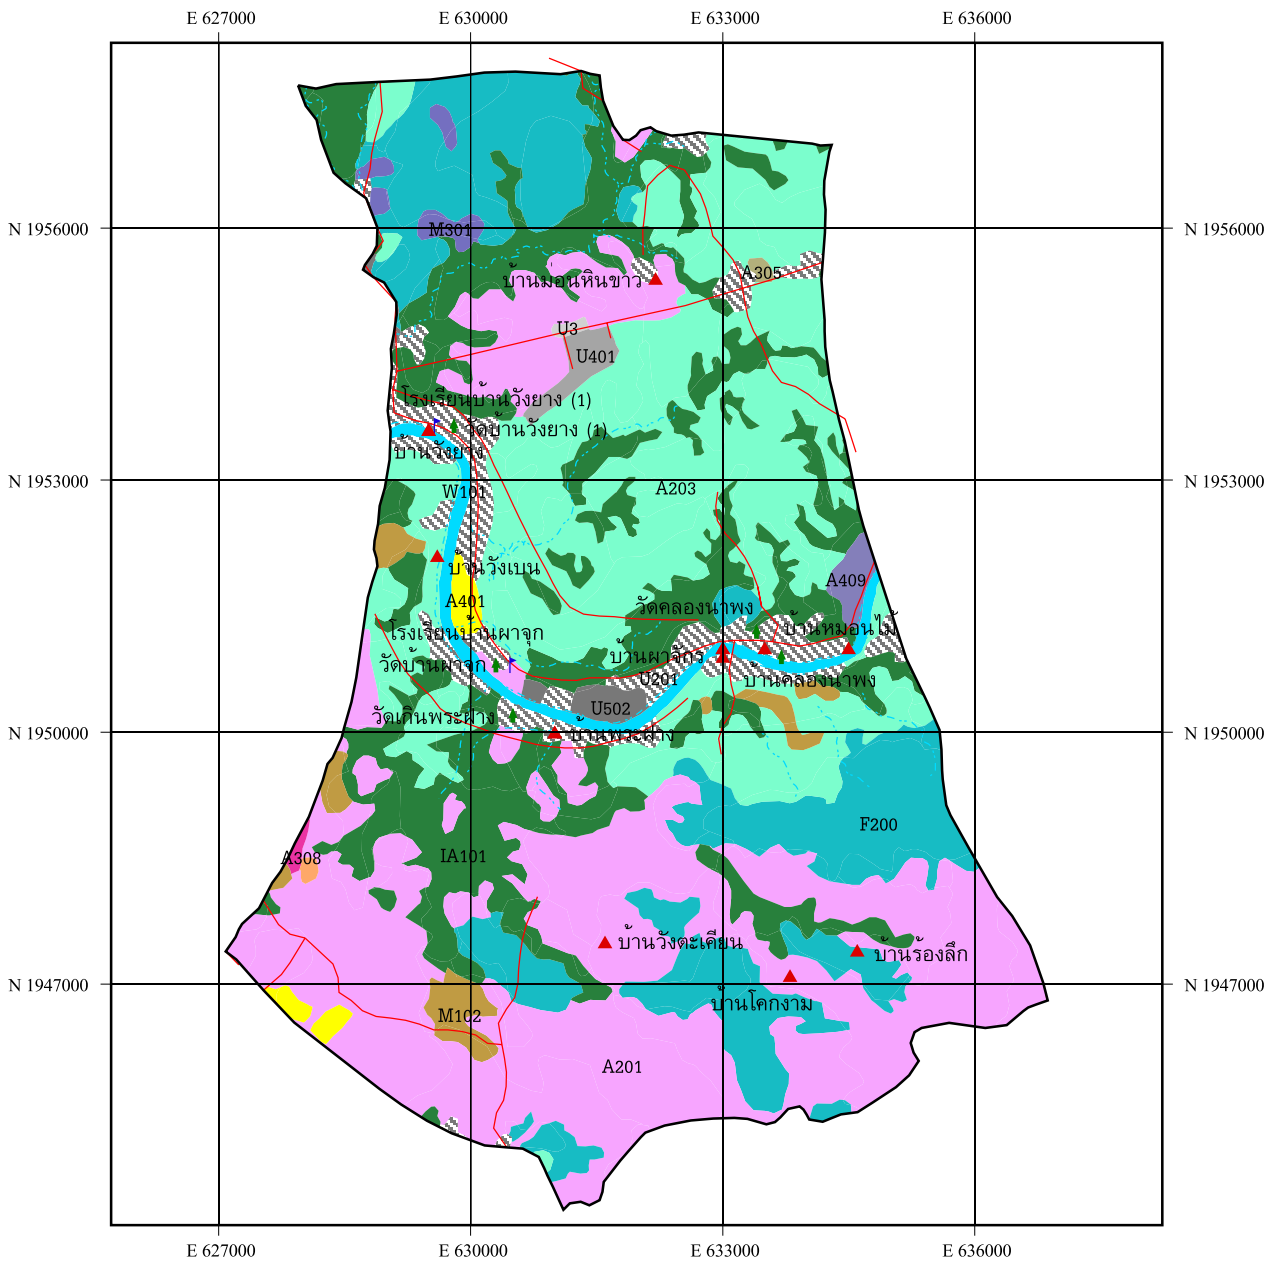 E 627000
E 630000
E 633000
E 636000
N 1956000
M301
N 1956000
A305
บ้านม่อนหินขาว
U3
U401
โรงเรียนบ้านวังยาง (1)
วัดบ้านวังยาง (1)
บ้านวังยาง
N 1953000
W101
A203
N 1953000
บ้านวังเบน
A409
A401
วัดคลองนาพง
โรงเรียนบ้านผาจุก
บ้านหมอนไม้
วัดบ้านผาจุก
บ้านผาจักร
U201
บ้านคลองนาพง
วัดเกินพระฝาง
U502
N 1950000
บ้านพระฝาง
N 1950000
F200
A308
IA101
บ้านวังตะเคียน
บ้านร้องลึก
N 1947000
บ้านโคกงาม
N 1947000
M102
A201
E 627000
E 630000
E 633000
E 636000